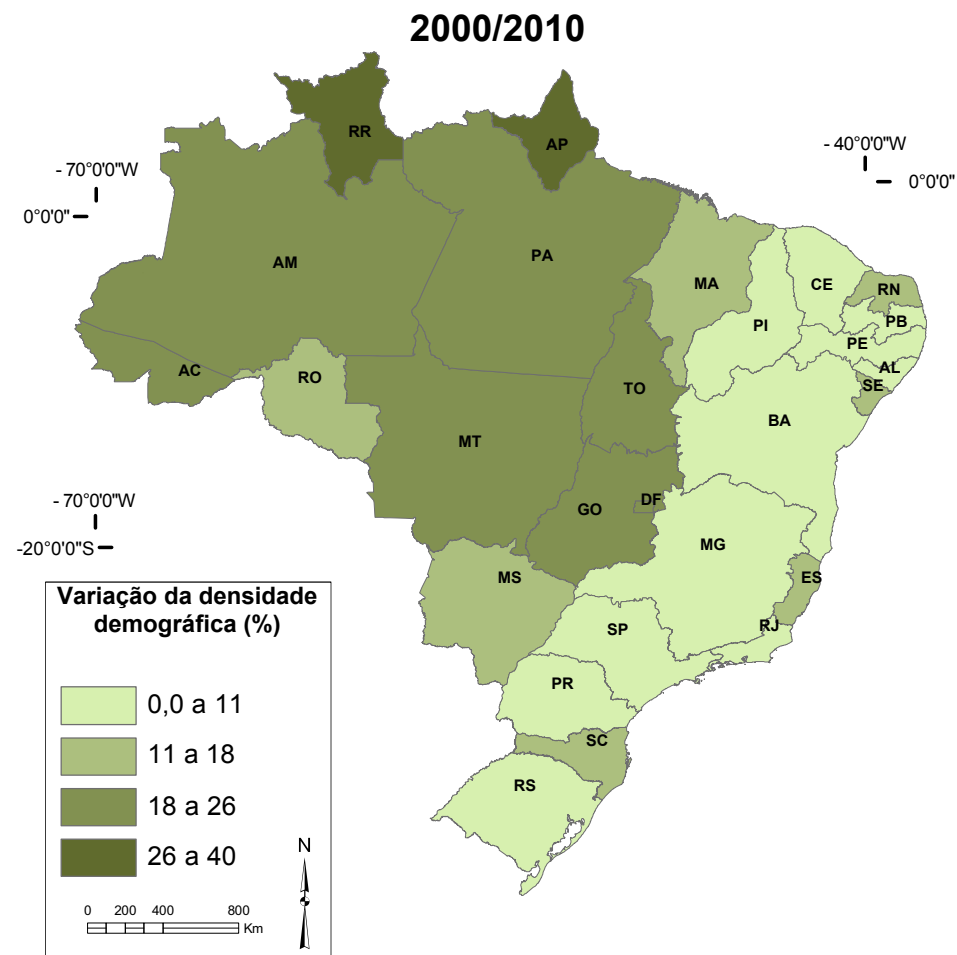 2000/2010
RR
AP
- 40°0'0"W
0°0'0"
- 70°0'0"W
0°0'0"
AM
PA
MA
CE
RN
PI
PB
PE
AL
AC
RO
TO
SE
BA
MT
DF
GO
- 70°0'0"W
-20°0'0"S
MG
MS
ES
SP
RJ
PR
SC
RS
Variação da densidade
demográfica (%)
0,0 a 11
11 a 18
18 a 26
26 a 40
N
0 200 400 800
Km